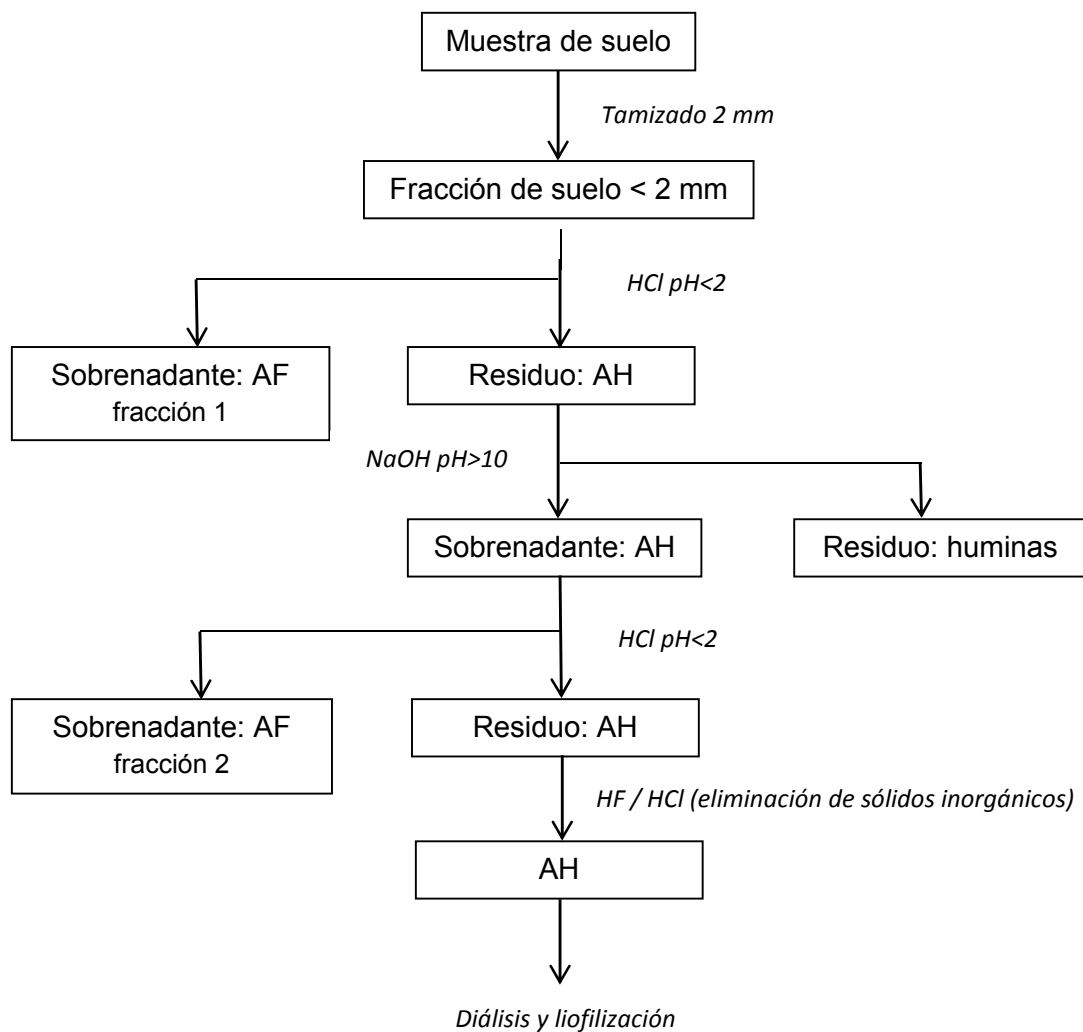 Muestra de suelo
Tamizado 2 mm
Fracción de suelo < 2 mm
HCl pH<2
Sobrenadante: AF
fracción 1
Residuo: AH
NaOH pH>10
Sobrenadante: AH
Residuo: huminas
HCl pH<2
Sobrenadante: AF
fracción 2
Residuo: AH
HF / HCl (eliminación de sólidos inorgánicos)
AH
Diálisis y liofilización